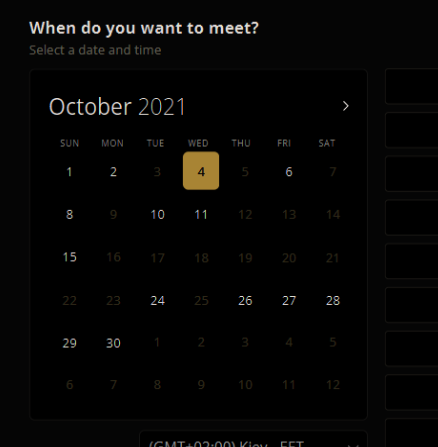 When do you want to meet?
Select a date and time
October 2021
SUN MON TUE WED THU FRI SAT
1 2 3 4 5 6 7
8 9 10 11 12 13 14
15 16 17 18 19 20 21
22 23 24 25 26 27 28
29 30 1 2 3 4 5
6 7 8 9 10 11 12
(GMT+02:00) Kiev - EET